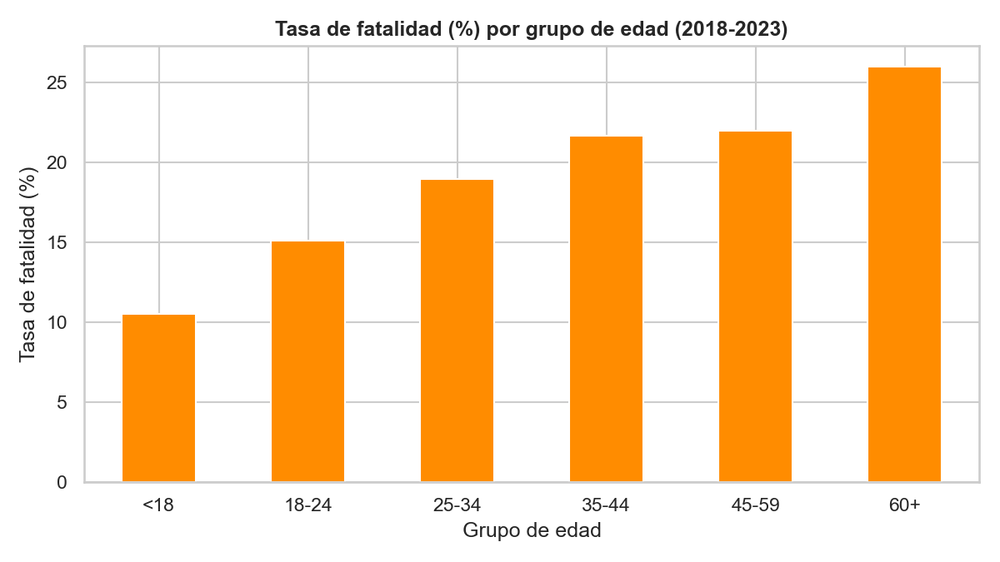 Tasa de fatalidad (%) por grupo de edad (2018-2023)
Tasa de fatalidad (%)
25
20
15
10
5
0
<18 18-24 25-34 35-44 45-59 60+
Grupo de edad